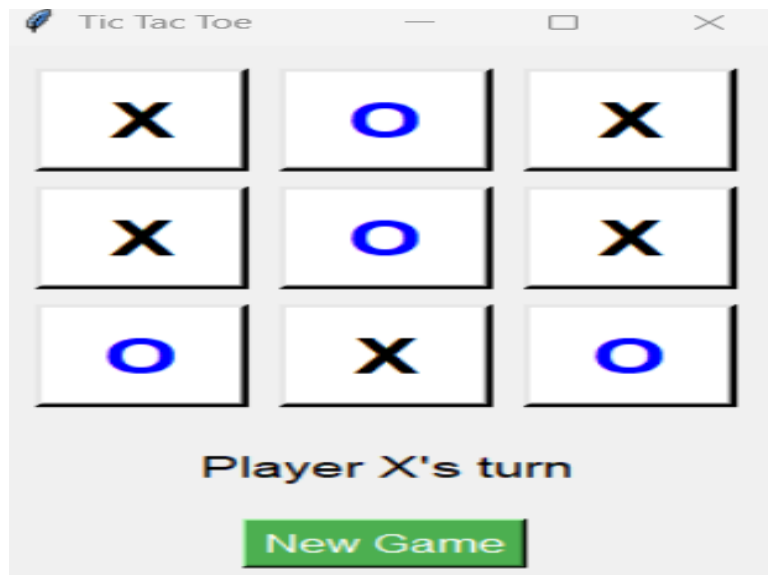 Tic Tac Toe
X O X
X O X
O X O
Player X's turn
New Game